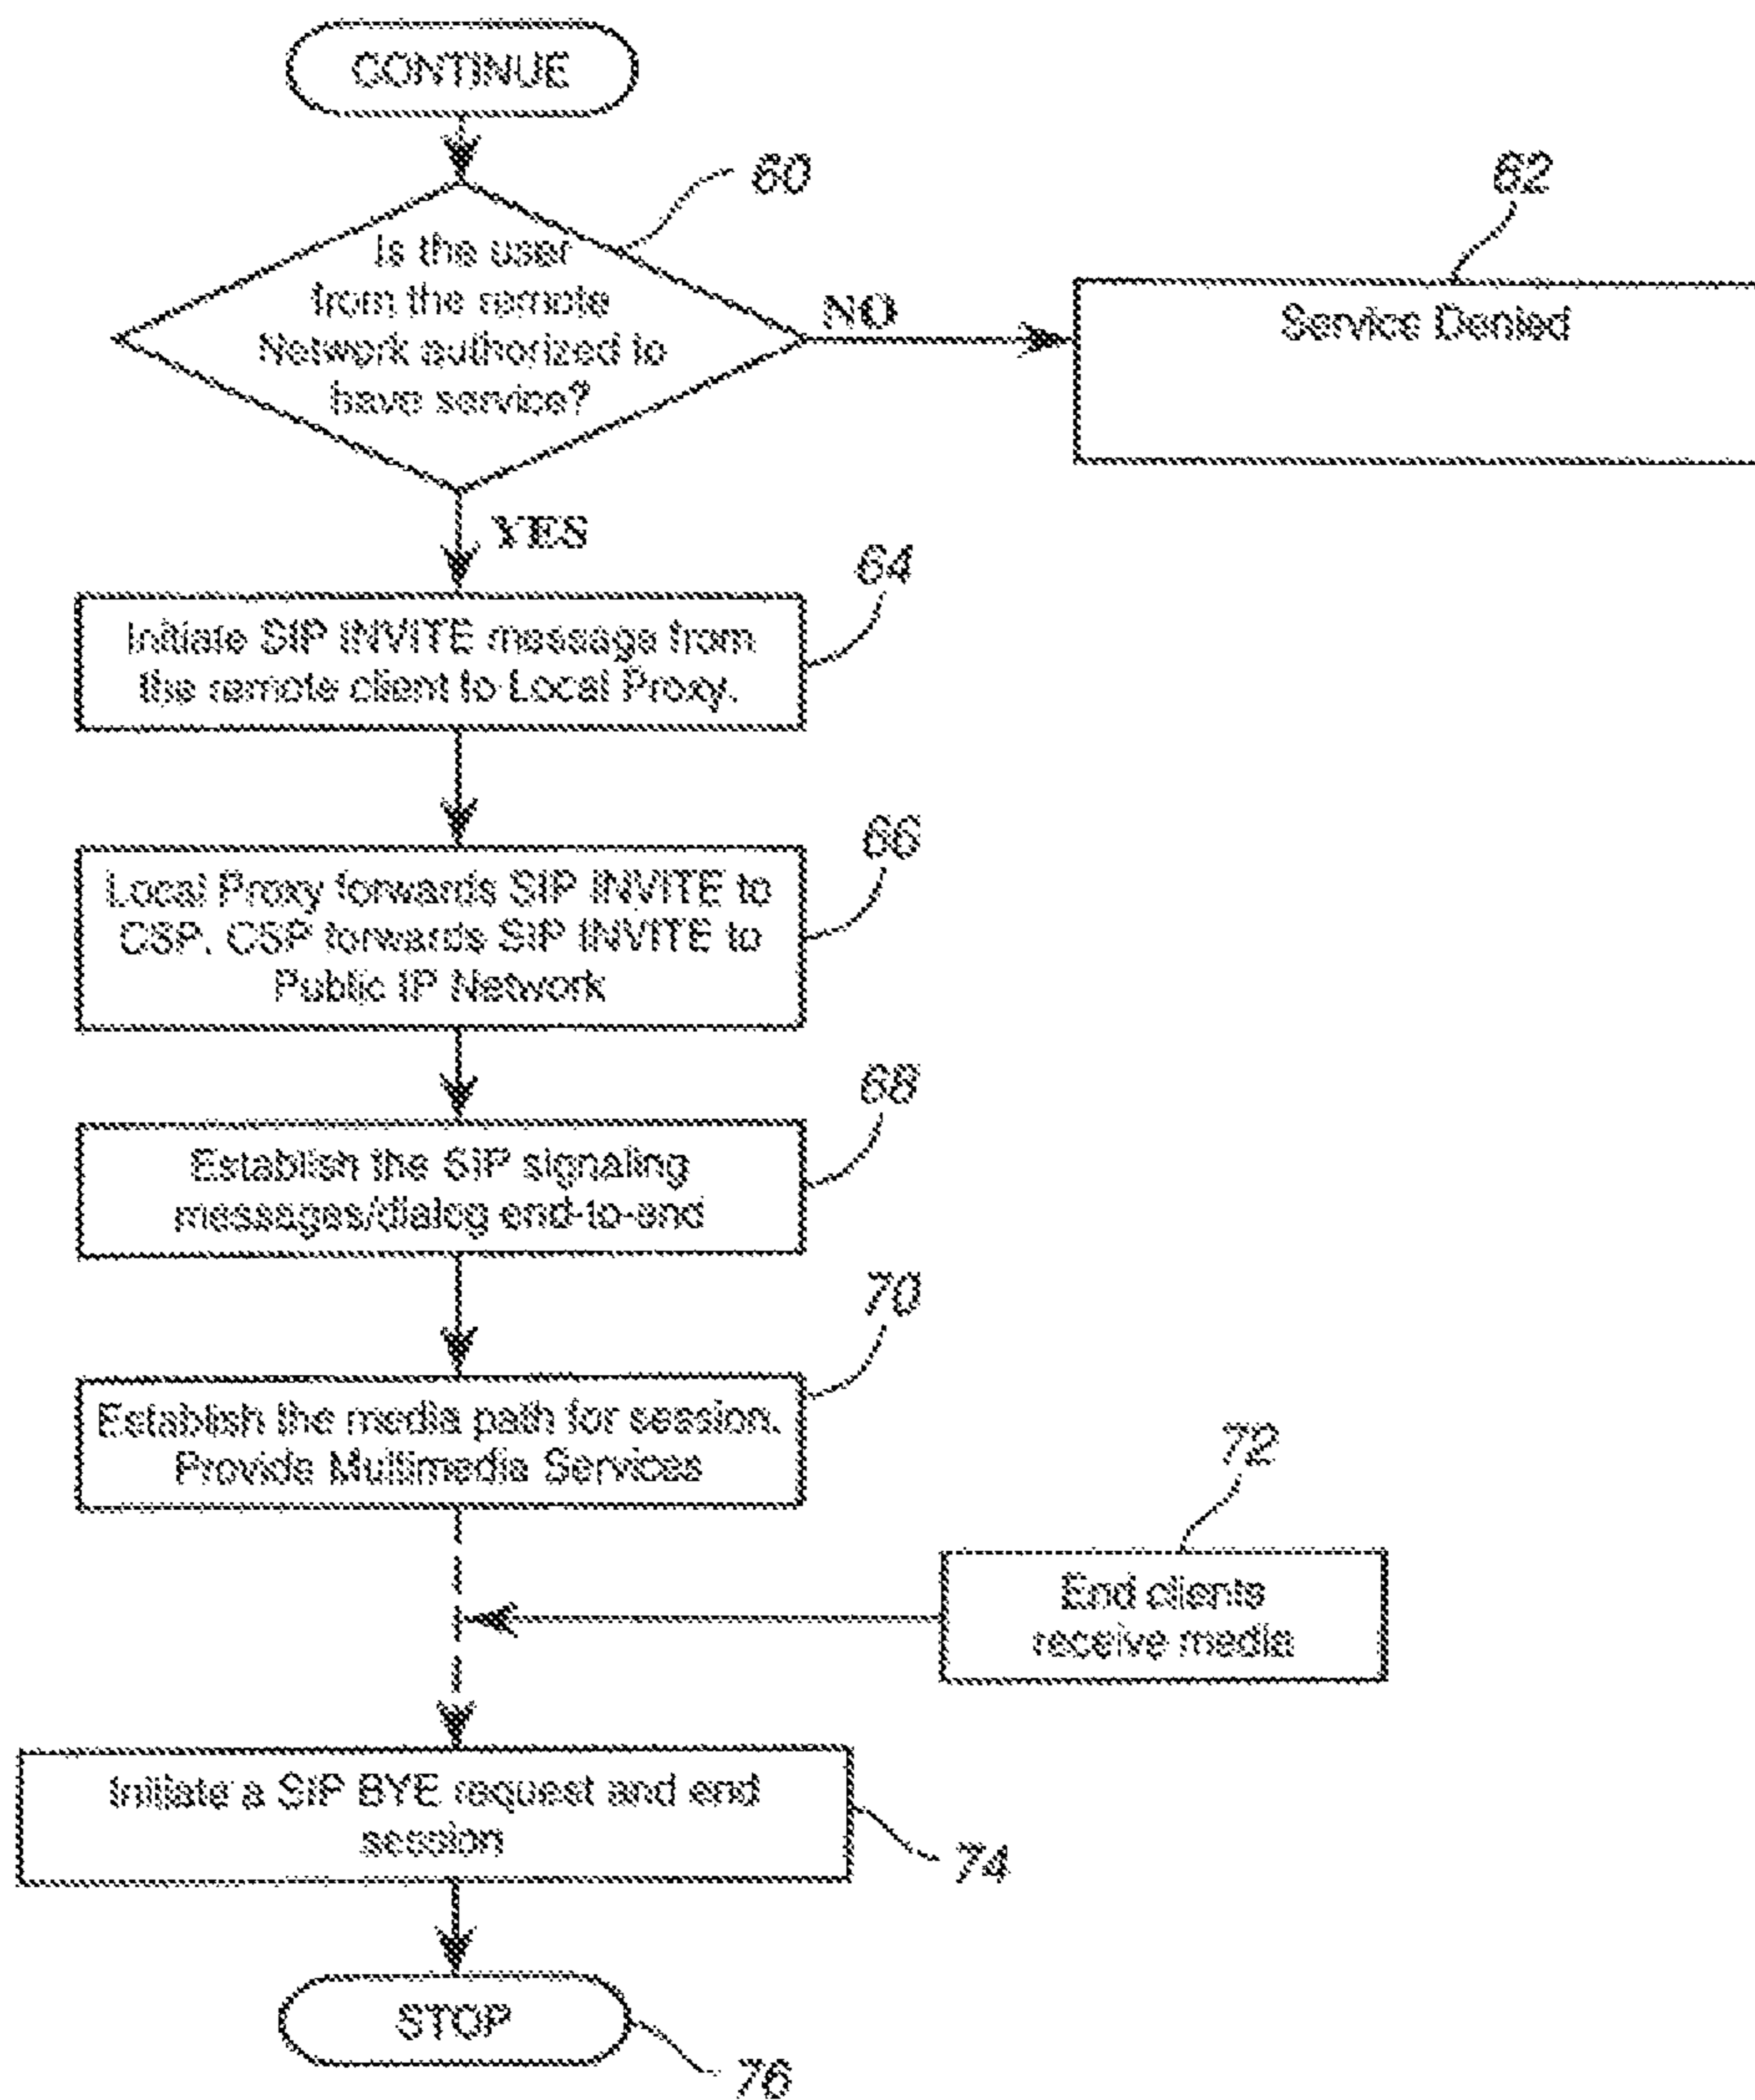 CONTINUE
60
Is the user
from the remote
Network authorized to
have service?
NO
62
Service Denied
YES
64
Initiate SIP INVITE message from
the remote client to Local Proxy.
66
Local Proxy forwards SIP INVITE to
CSP. CSP forwards SIP INVITE to
Public IP Network
68
Establish the SIP signaling
messages/dialog end-to-end
70
Establish the media path for session.
Provide Multimedia Services
72
End clients
receive media
Initiate a SIP BYE request and end
session
74
STOP
76